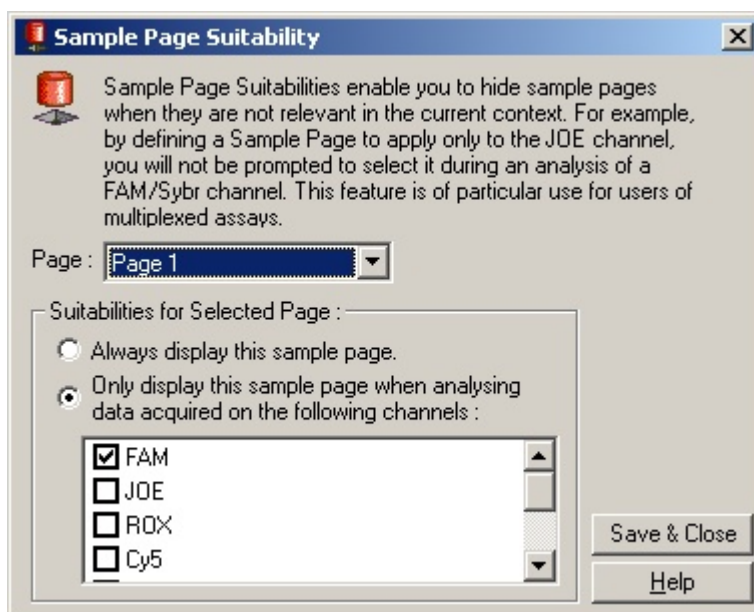 Sample Page Suitability
Sample Page Suitabilities enable you to hide sample pages
when they are not relevant in the current context. For example,
by defining a Sample Page to apply only to the JOE channel,
you will not be prompted to select it during an analysis of a
FAM/Sybr channel. This feature is of particular use for users of
multiplexed assays.
Page : Page 1
Suitabilities for Selected Page :
Always display this sample page.
Only display this sample page when analysing
data acquired on the following channels :
FAM
JOE
ROX
Cy5
Save & Close
Help